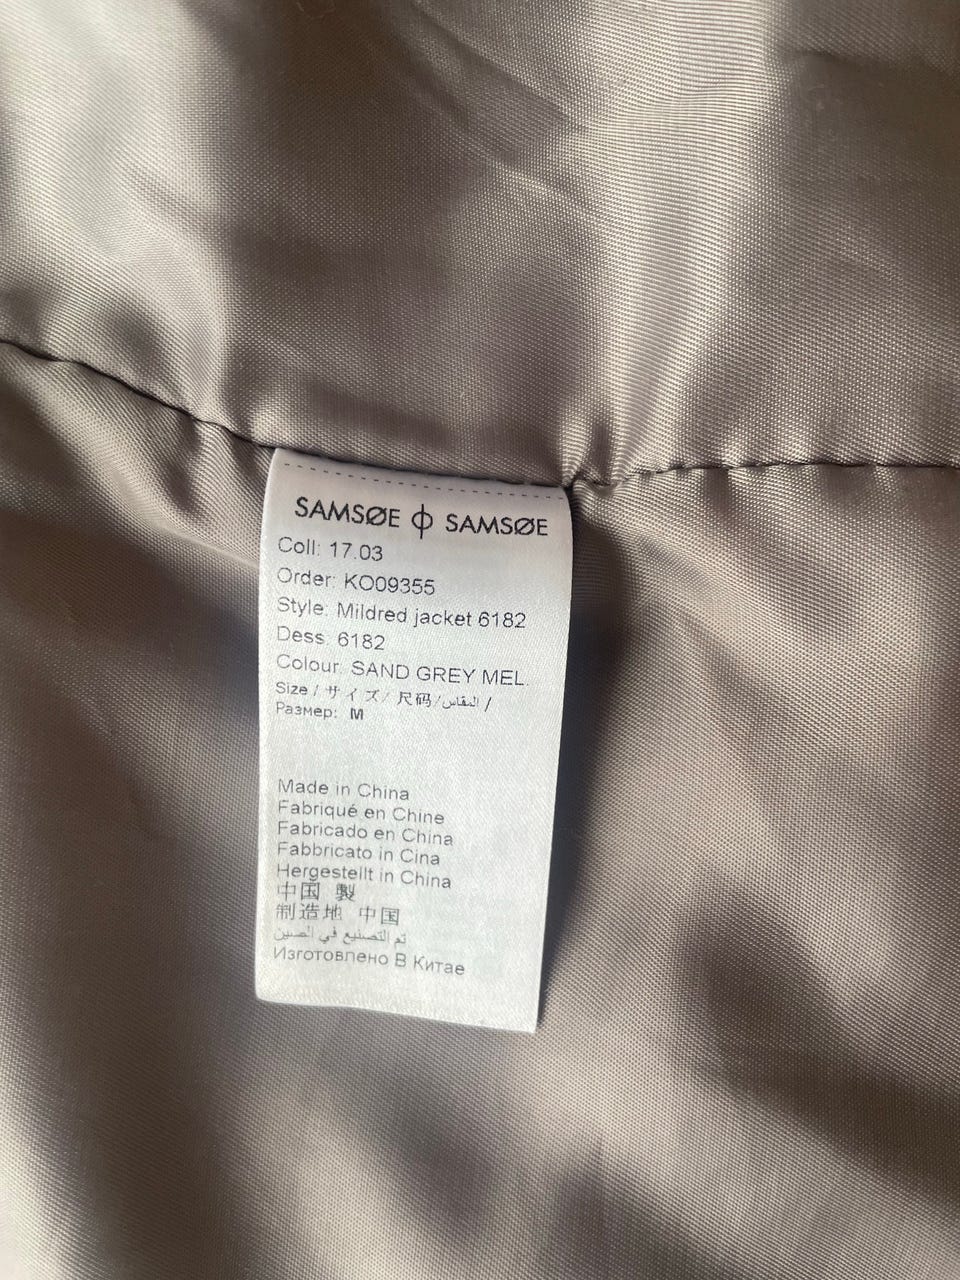 SAMSØE ϕ SAMSØE
Coll: 17.03
Order: KO09355
Style: Mildred jacket 6182
Dess: 6182
Colour: SAND GREY MEL.
Size / サイズ / 尺码 / المقاس /
Размер: M
Made in China
Fabriqué en Chine
Fabricado en China
Fabbricato in Cina
Hergestellt in China
中国 製
制造地 中国
تم التصنيع في الصين
Изготовлено В Китае